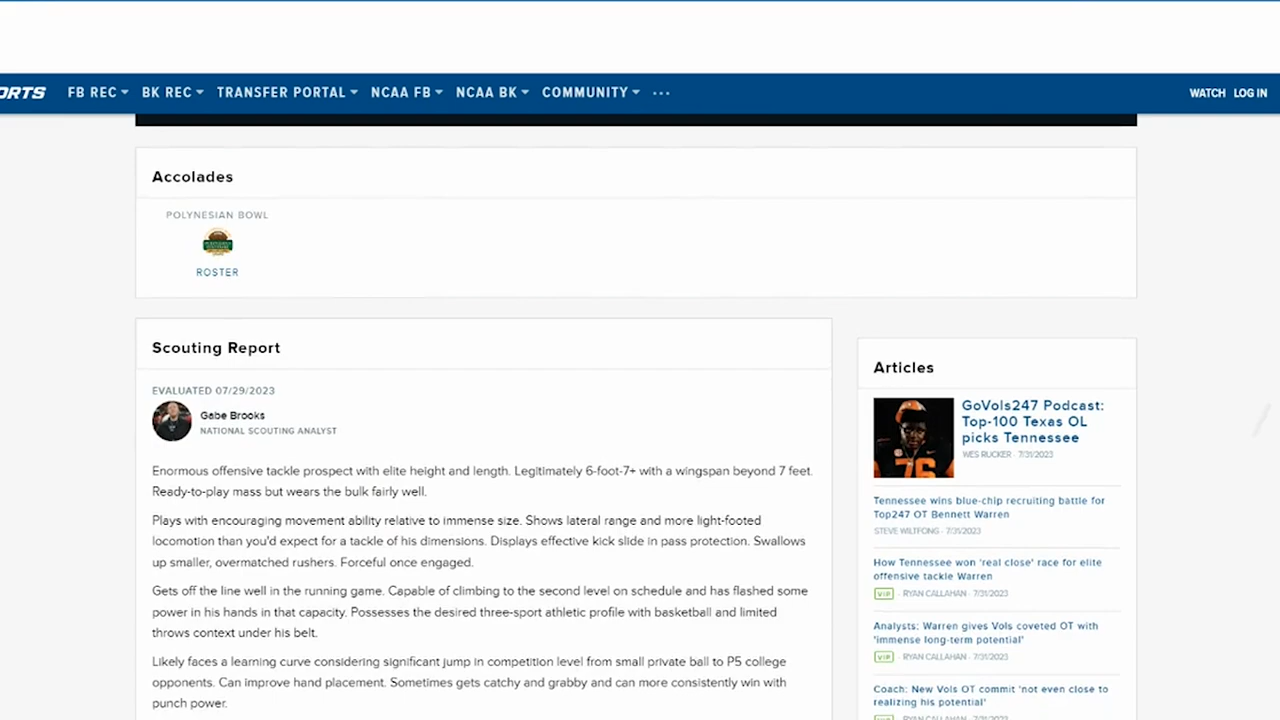 ORTS FB REC BK REC TRANSFER PORTAL NCAA FB NCAA BK COMMUNITY ... WATCH LOG IN
Accolades
POLYNESIAN BOWL
ROSTER
Scouting Report
EVALUATED 07/29/2023
Gabe Brooks
NATIONAL SCOUTING ANALYST
Enormous offensive tackle prospect with elite height and length. Legitimately 6-foot-7+ with a wingspan beyond 7 feet.
Ready-to-play mass but wears the bulk fairly well.
Plays with encouraging movement ability relative to immense size. Shows lateral range and more light-footed
locomotion than you'd expect for a tackle of his dimensions. Displays effective kick slide in pass protection. Swallows
up smaller, overmatched rushers. Forceful once engaged.
Gets off the line well in the running game. Capable of climbing to the second level on schedule and has flashed some
power in his hands in that capacity. Possesses the desired three-sport athletic profile with basketball and limited
throws context under his belt.
Likely faces a learning curve considering significant jump in competition level from small private ball to P5 college
opponents. Can improve hand placement. Sometimes gets catchy and grabby and can more consistently win with
punch power.
Articles
GoVols247 Podcast:
Top-100 Texas OL
picks Tennessee
WES RUCKER · 7/31/2023
76
Tennessee wins blue-chip recruiting battle for
Top247 OT Bennett Warren
STEVE WILTFONG · 7/31/2023
How Tennessee won 'real close' race for elite
offensive tackle Warren
VIP · RYAN CALLAHAN · 7/31/2023
Analysts: Warren gives Vols coveted OT with
'immense long-term potential'
VIP · RYAN CALLAHAN · 7/31/2023
Coach: New Vols OT commit 'not even close to
realizing his potential'
RYAN CALLAHAN · 7/31/2023